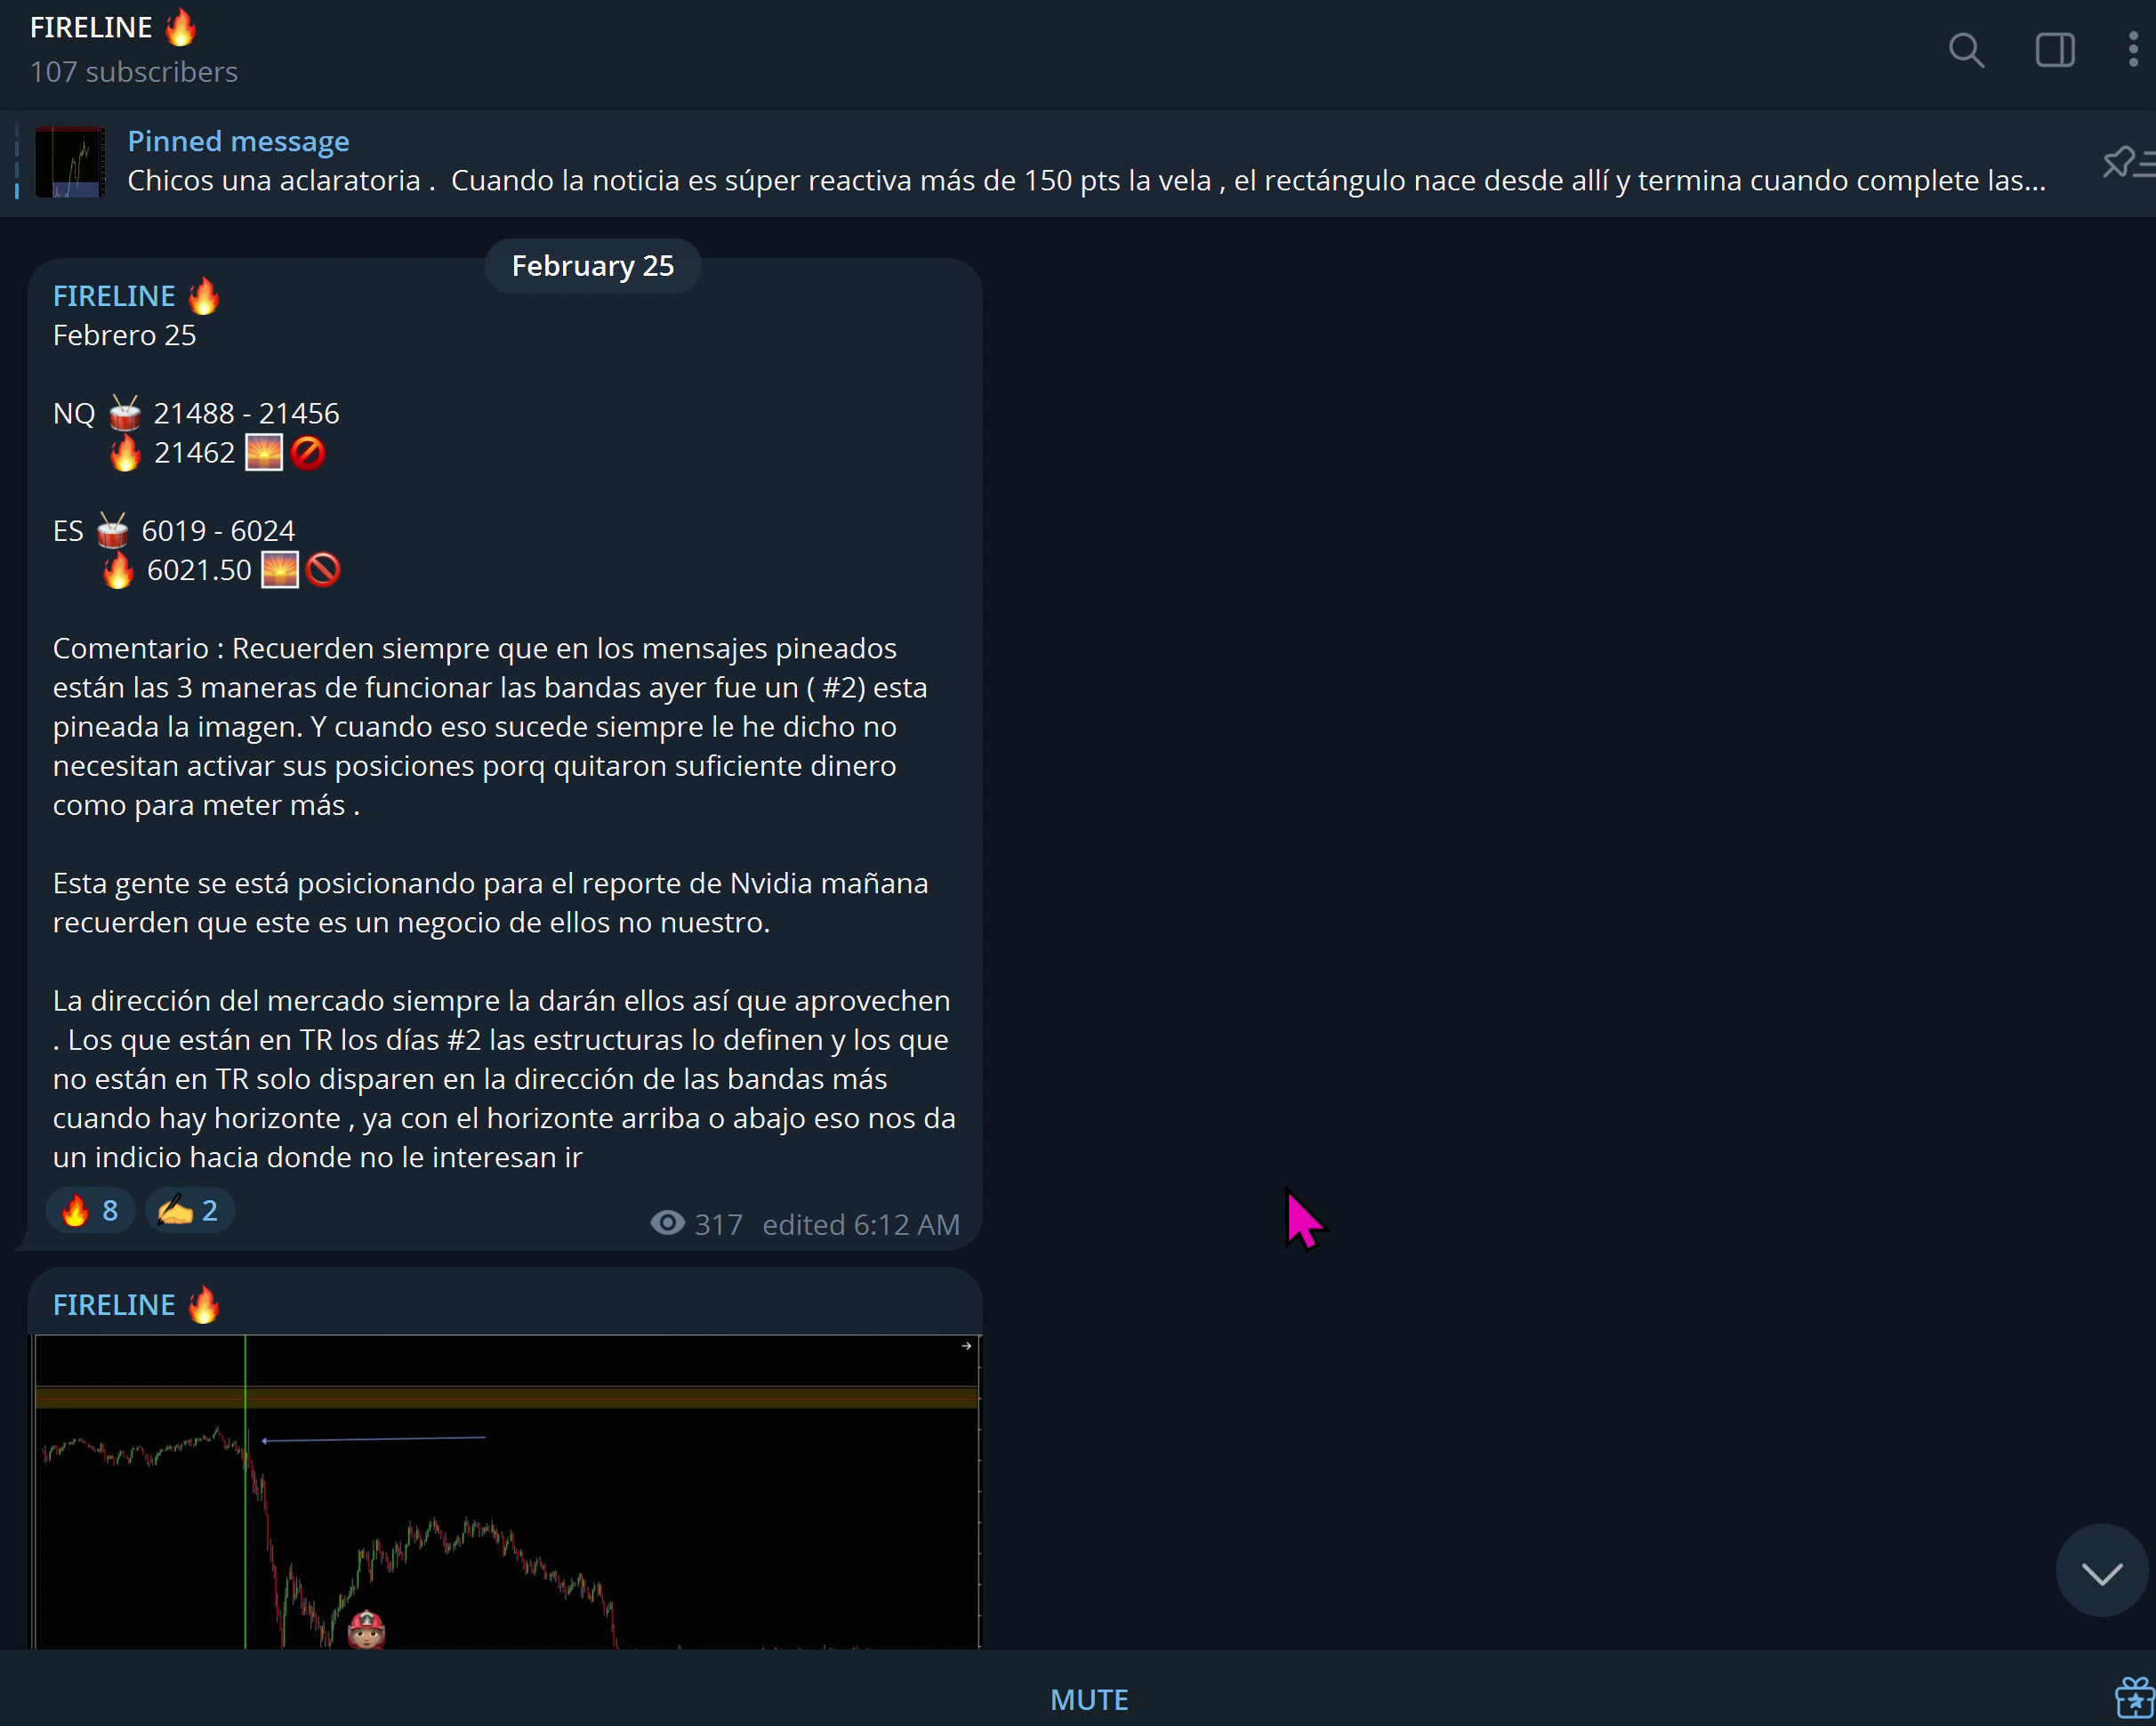 FIRELINE 🔥
107 subscribers
Pinned message
Chicos una aclaratoria .  Cuando la noticia es súper reactiva más de 150 pts la vela , el rectángulo nace desde allí y termina cuando complete las...
February 25
FIRELINE 🔥
Febrero 25
NQ 🥁 21488 - 21456
🔥 21462 🌅🚫
ES 🥁 6019 - 6024
🔥 6021.50 🌅🚫
Comentario : Recuerden siempre que en los mensajes pineados
están las 3 maneras de funcionar las bandas ayer fue un ( #2) esta
pineada la imagen. Y cuando eso sucede siempre le he dicho no
necesitan activar sus posiciones porq quitaron suficiente dinero
como para meter más .
Esta gente se está posicionando para el reporte de Nvidia mañana
recuerden que este es un negocio de ellos no nuestro.
La dirección del mercado siempre la darán ellos así que aprovechen
. Los que están en TR los días #2 las estructuras lo definen y los que
no están en TR solo disparen en la dirección de las bandas más
cuando hay horizonte , ya con el horizonte arriba o abajo eso nos da
un indicio hacia donde no le interesan ir
🔥 8 ✍️ 2
317 edited 6:12 AM
FIRELINE 🔥
MUTE